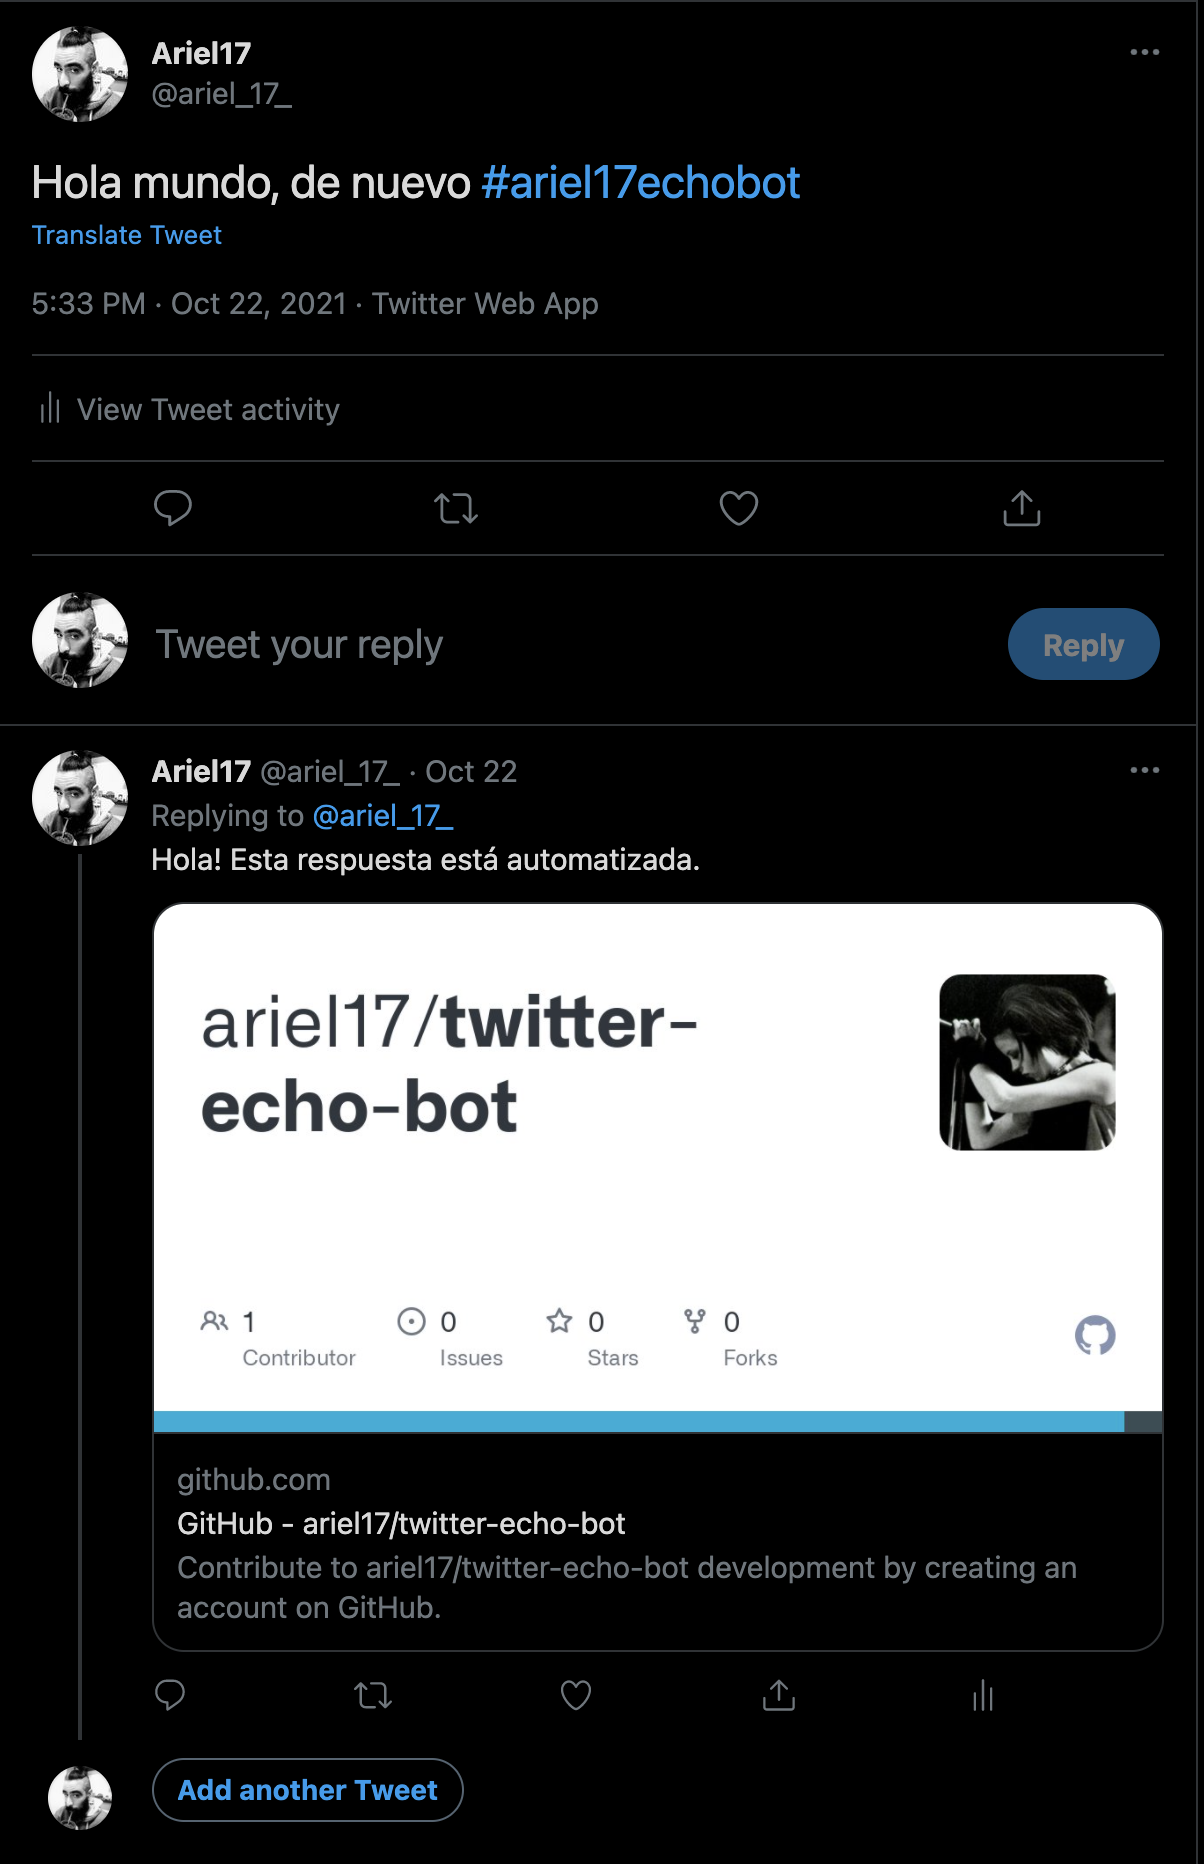 Ariel17
@ariel_17_
Hola mundo, de nuevo #ariel17echobot
Translate Tweet
5:33 PM · Oct 22, 2021 · Twitter Web App
View Tweet activity
Tweet your reply
Reply
Ariel17 @ariel_17_ · Oct 22
Replying to @ariel_17_
Hola! Esta respuesta está automatizada.
ariel17/twitter-
echo-bot
1 0 0 0
Contributor Issues Stars Forks
github.com
GitHub - ariel17/twitter-echo-bot
Contribute to ariel17/twitter-echo-bot development by creating an
account on GitHub.
Add another Tweet